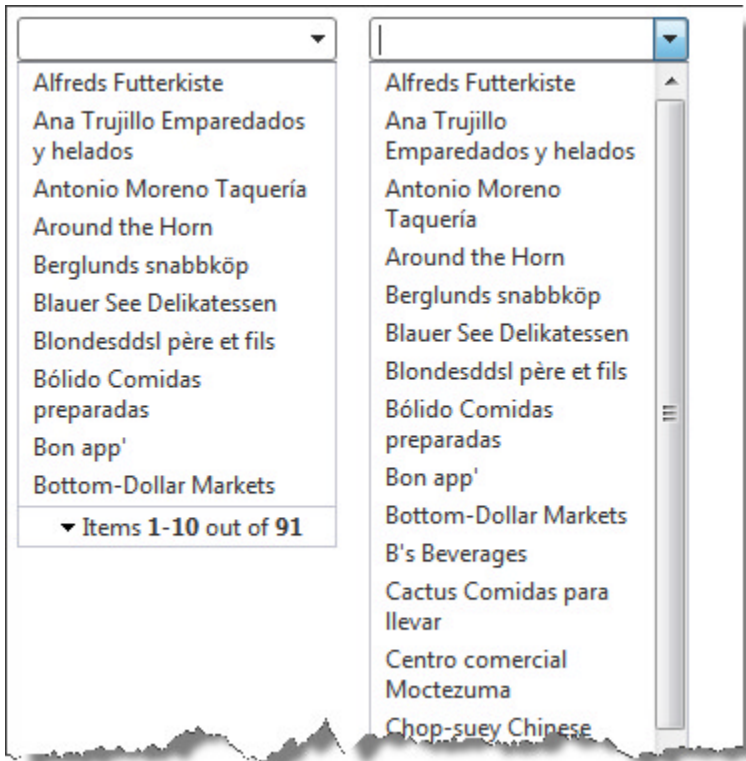 Alfreds Futterkiste
Ana Trujillo Emparedados
y helados
Antonio Moreno Taquería
Around the Horn
Berglunds snabbköp
Blauer See Delikatessen
Blondesddsl père et fils
Bólido Comidas
preparadas
Bon app'
Bottom-Dollar Markets
Items 1-10 out of 91
Alfreds Futterkiste
Ana Trujillo
Emparedados y helados
Antonio Moreno
Taquería
Around the Horn
Berglunds snabbköp
Blauer See Delikatessen
Blondesddsl père et fils
Bólido Comidas
preparadas
Bon app'
Bottom-Dollar Markets
B's Beverages
Cactus Comidas para
llevar
Centro comercial
Moctezuma
Chop-suey Chinese